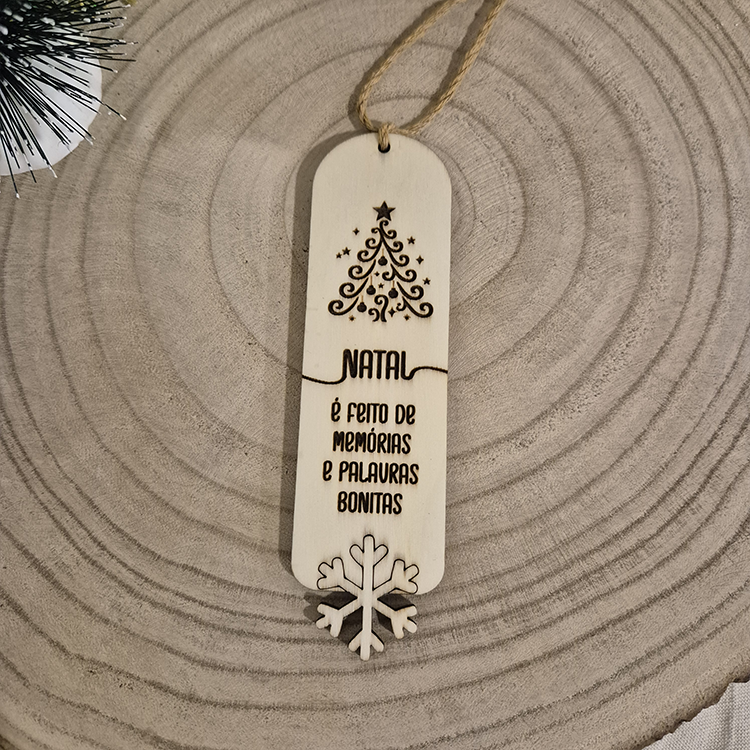 NATAL
É FEITO DE
MEMÓRIAS
E PALAVRAS
BONITAS